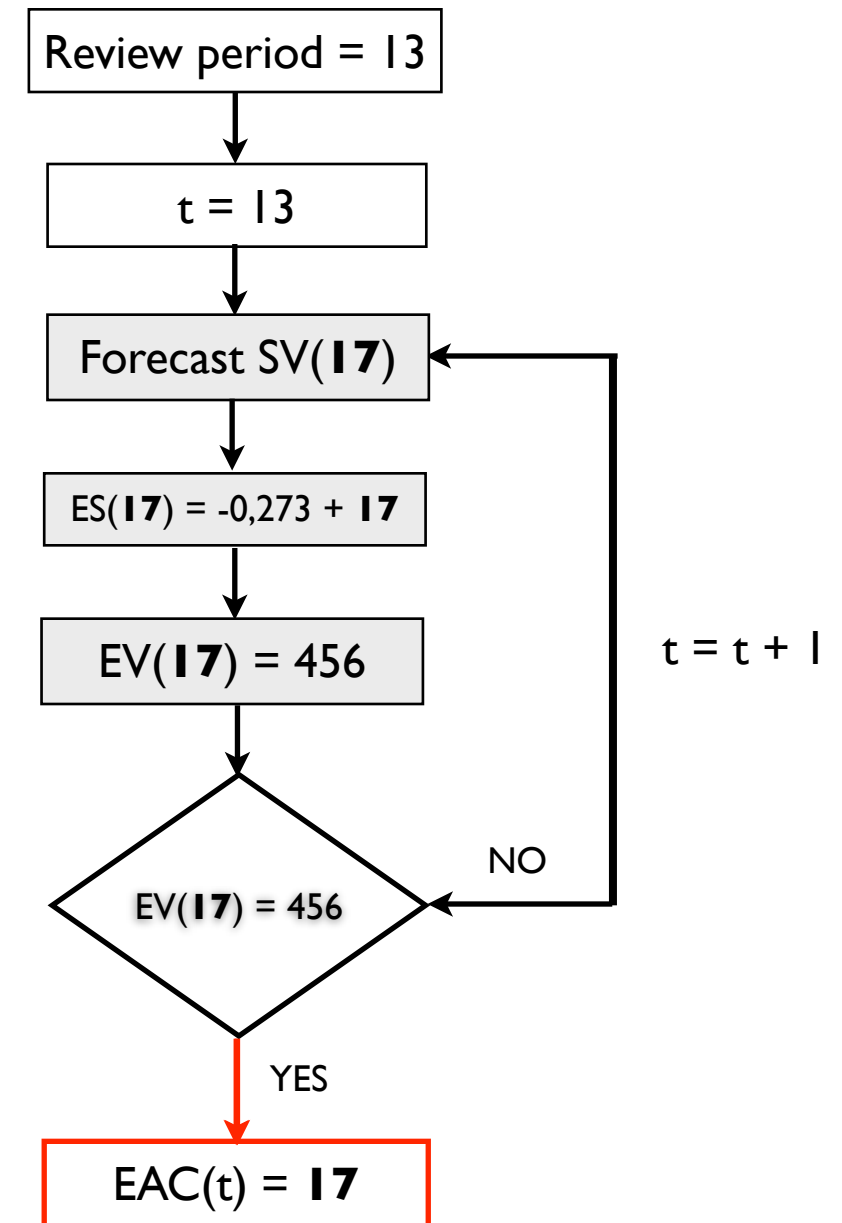 Review period = 13
t = 13
Forecast SV(17)
ES(17) = -0,273 + 17
EV(17) = 456
t = t + 1
NO
EV(17) = 456
YES
EAC(t) = 17